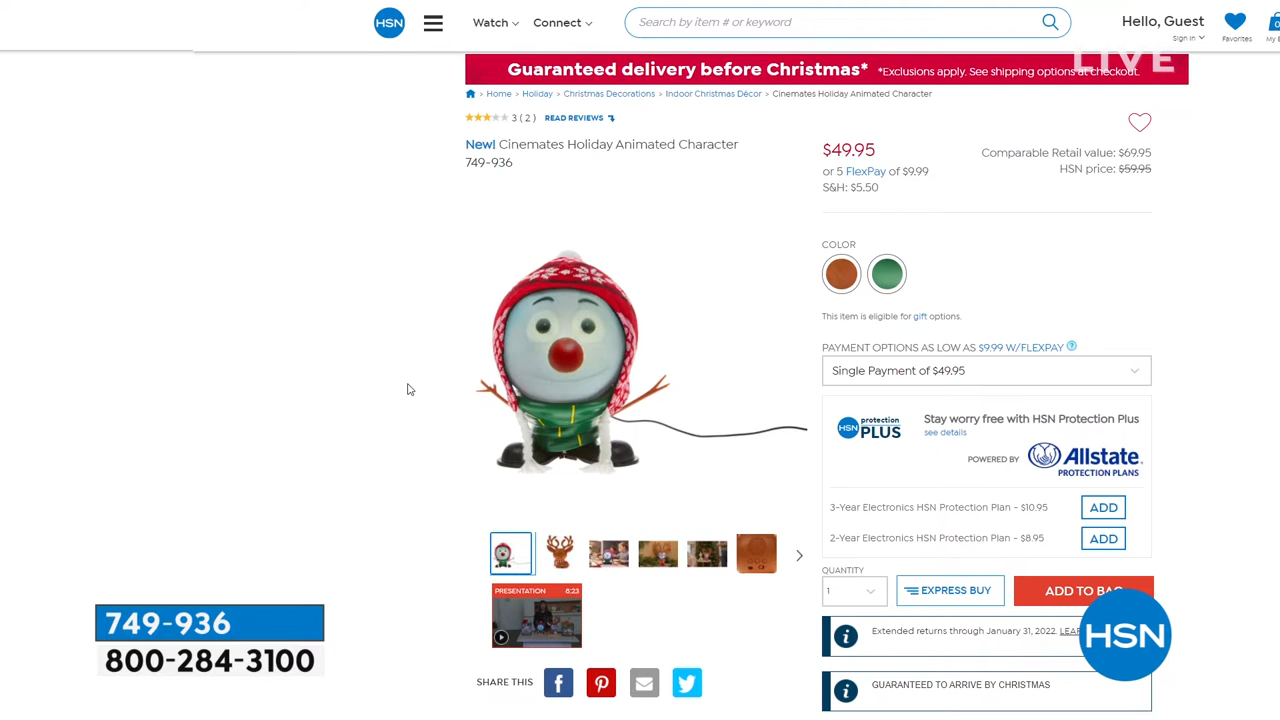 HSN
Watch
Connect
Search by item # or keyword
Hello, Guest
Sign In
Favorites
0
LIVE
Guaranteed delivery before Christmas* *Exclusions apply. See shipping options at checkout.
> Home > Holiday > Christmas Decorations > Indoor Christmas Décor > Cinemates Holiday Animated Character
3 ( 2 ) READ REVIEWS
New! Cinemates Holiday Animated Character
749-936
$49.95
Comparable Retail value: $69.95
or 5 FlexPay of $9.99
HSN price: $59.95
S&H: $5.50
COLOR
This item is eligible for gift options.
PAYMENT OPTIONS AS LOW AS $9.99 W/FLEXPAY ?
Single Payment of $49.95
HSN protection PLUS
Stay worry free with HSN Protection Plus
see details
POWERED BY Allstate. PROTECTION PLANS
3-Year Electronics HSN Protection Plan - $10.95 ADD
2-Year Electronics HSN Protection Plan - $8.95 ADD
QUANTITY
1
EXPRESS BUY
ADD TO BAG
PRESENTATION 8:23
Extended returns through January 31, 2022.
GUARANTEED TO ARRIVE BY CHRISTMAS
SHARE THIS
749-936
800-284-3100
HSN